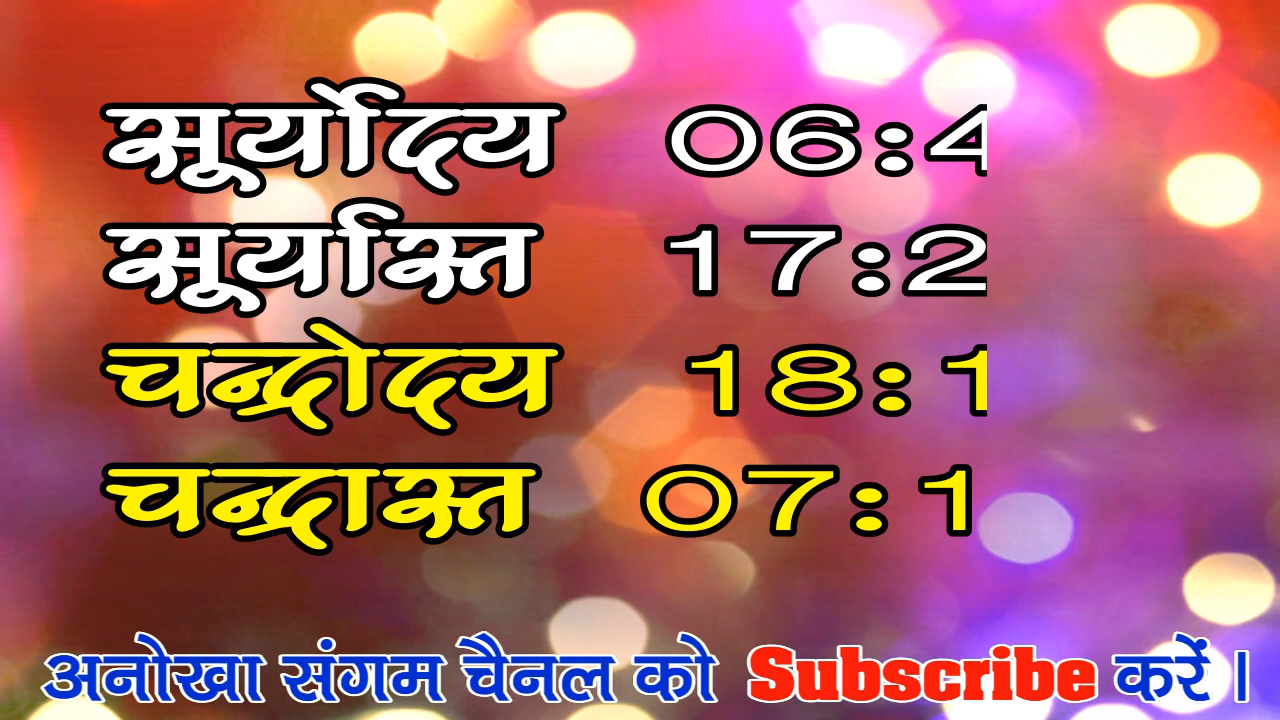 सूर्योदय 06:4
सूर्यास्त 17:2
चन्द्रोदय 18:1
चन्द्रास्त 07:1
अनोखा संगम चैनल को Subscribe करें।